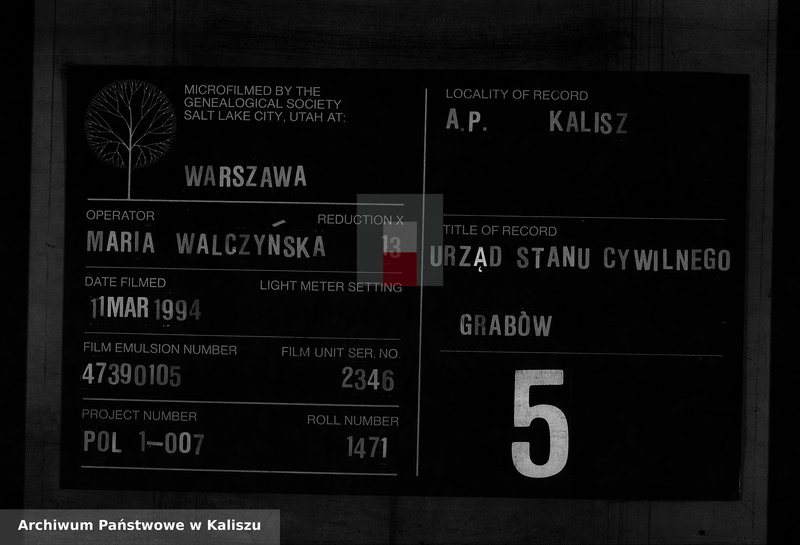 MICROFILMED BY THE
GENEALOGICAL SOCIETY
SALT LAKE CITY, UTAH AT:
WARSZAWA
OPERATOR
REDUCTION X
MARIA WALCZYŃSKA
13
DATE FILMED
LIGHT METER SETTING
11 MAR 1994
FILM EMULSION NUMBER
FILM UNIT SER. NO.
47390105
2346
PROJECT NUMBER
ROLL NUMBER
POL 1-007
1471
LOCALITY OF RECORD
A.P. KALISZ
TITLE OF RECORD
URZĄD STANU CYWILNEGO
GRABÒW
5
Archiwum Państwowe w Kaliszu